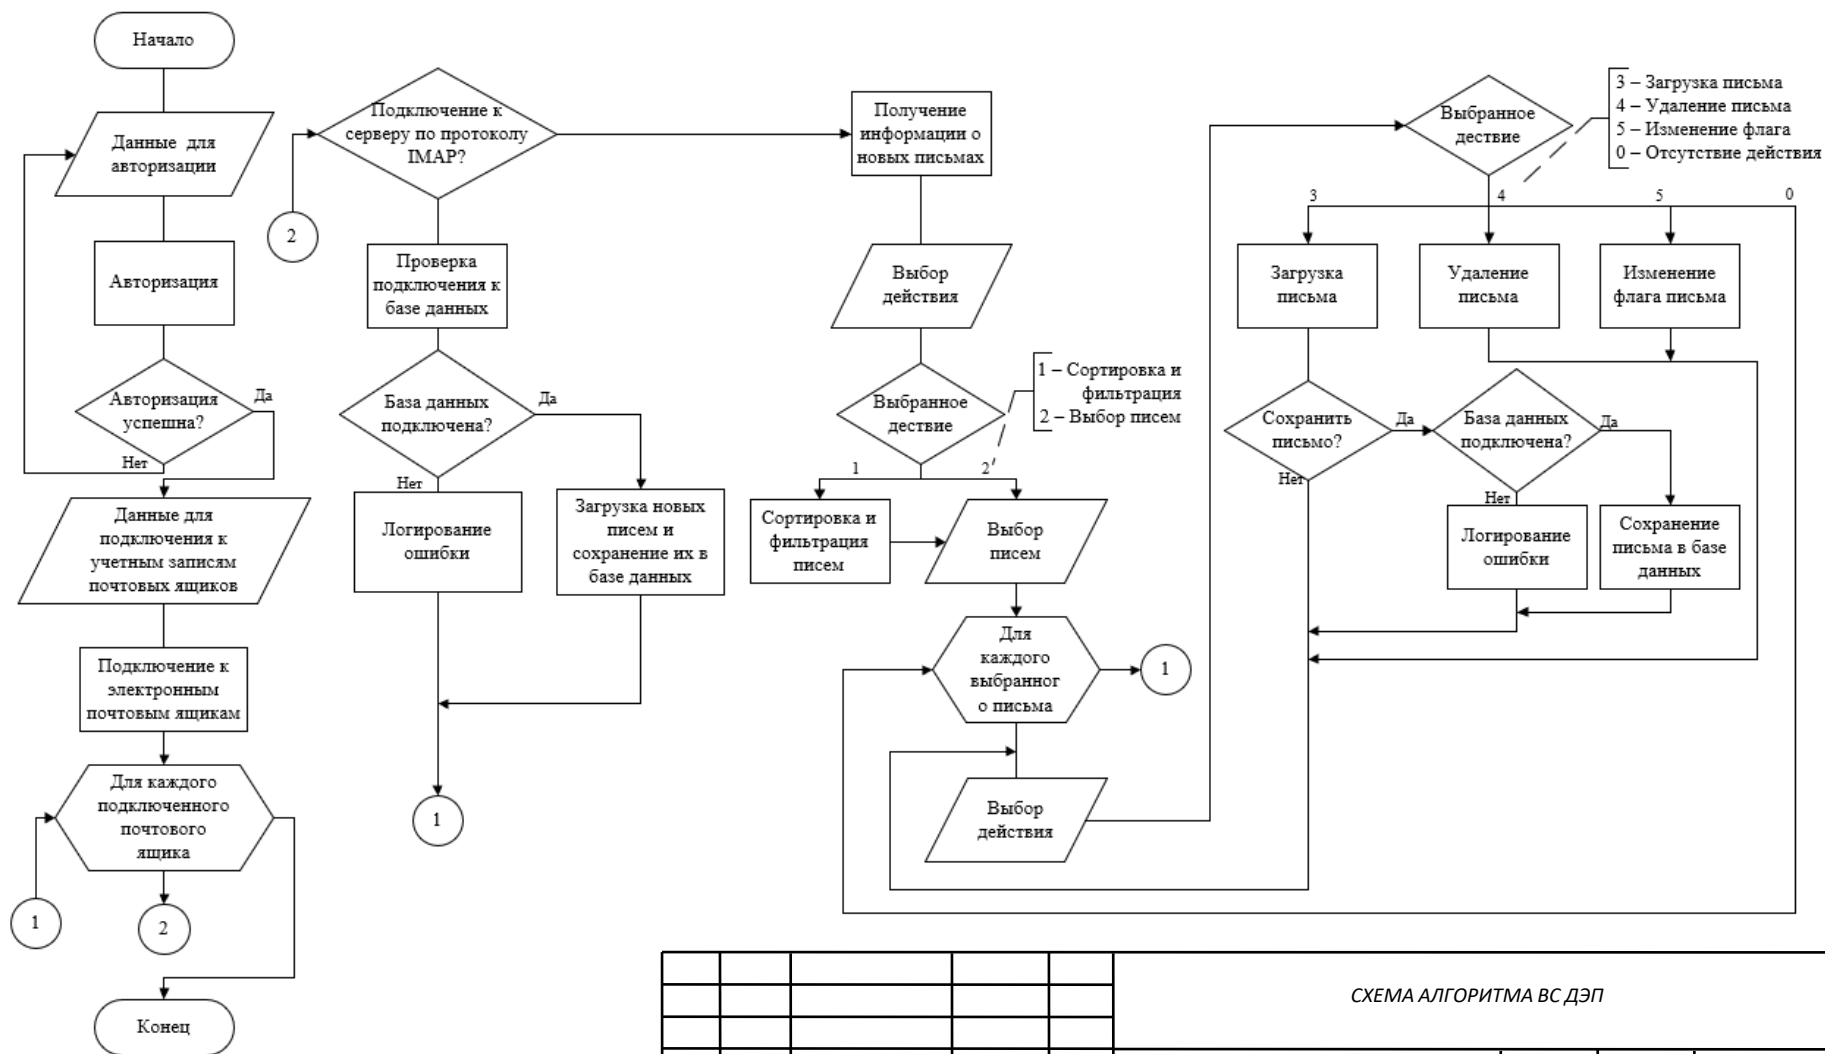 Начало
Данные для
авторизации
Авторизация
Авторизация
успешна?
Да
Нет
Данные для
подключения к
учетным записям
почтовых ящиков
Подключение к
электронным
почтовым ящикам
Для каждого
подключенного
почтового
ящика
1
2
Конец
Подключение к
серверу по протоколу
IMAP?
2
Проверка
подключения к
базе данных
База данных
подключена?
Да
Нет
Логирование
ошибки
Загрузка новых
писем и
сохранение их в
базе данных
1
Получение
информации о
новых письмах
Выбор
действия
Выбранное
дествие
1 – Сортировка и
фильтрация
2 – Выбор писем
1
2
Сортировка и
фильтрация
писем
Выбор
писем
Для
каждого
выбранног
о письма
1
Выбор
действия
Выбранное
дествие
3 – Загрузка письма
4 – Удаление письма
5 – Изменение флага
0 – Отсутствие действия
3
4
5
0
Загрузка
письма
Удаление
письма
Изменение
флага письма
Сохранить
письмо?
Да
Нет
База данных
подключена?
Да
Нет
Логирование
ошибки
Сохранение
письма в базе
данных
СХЕМА АЛГОРИТМА ВС ДЭП